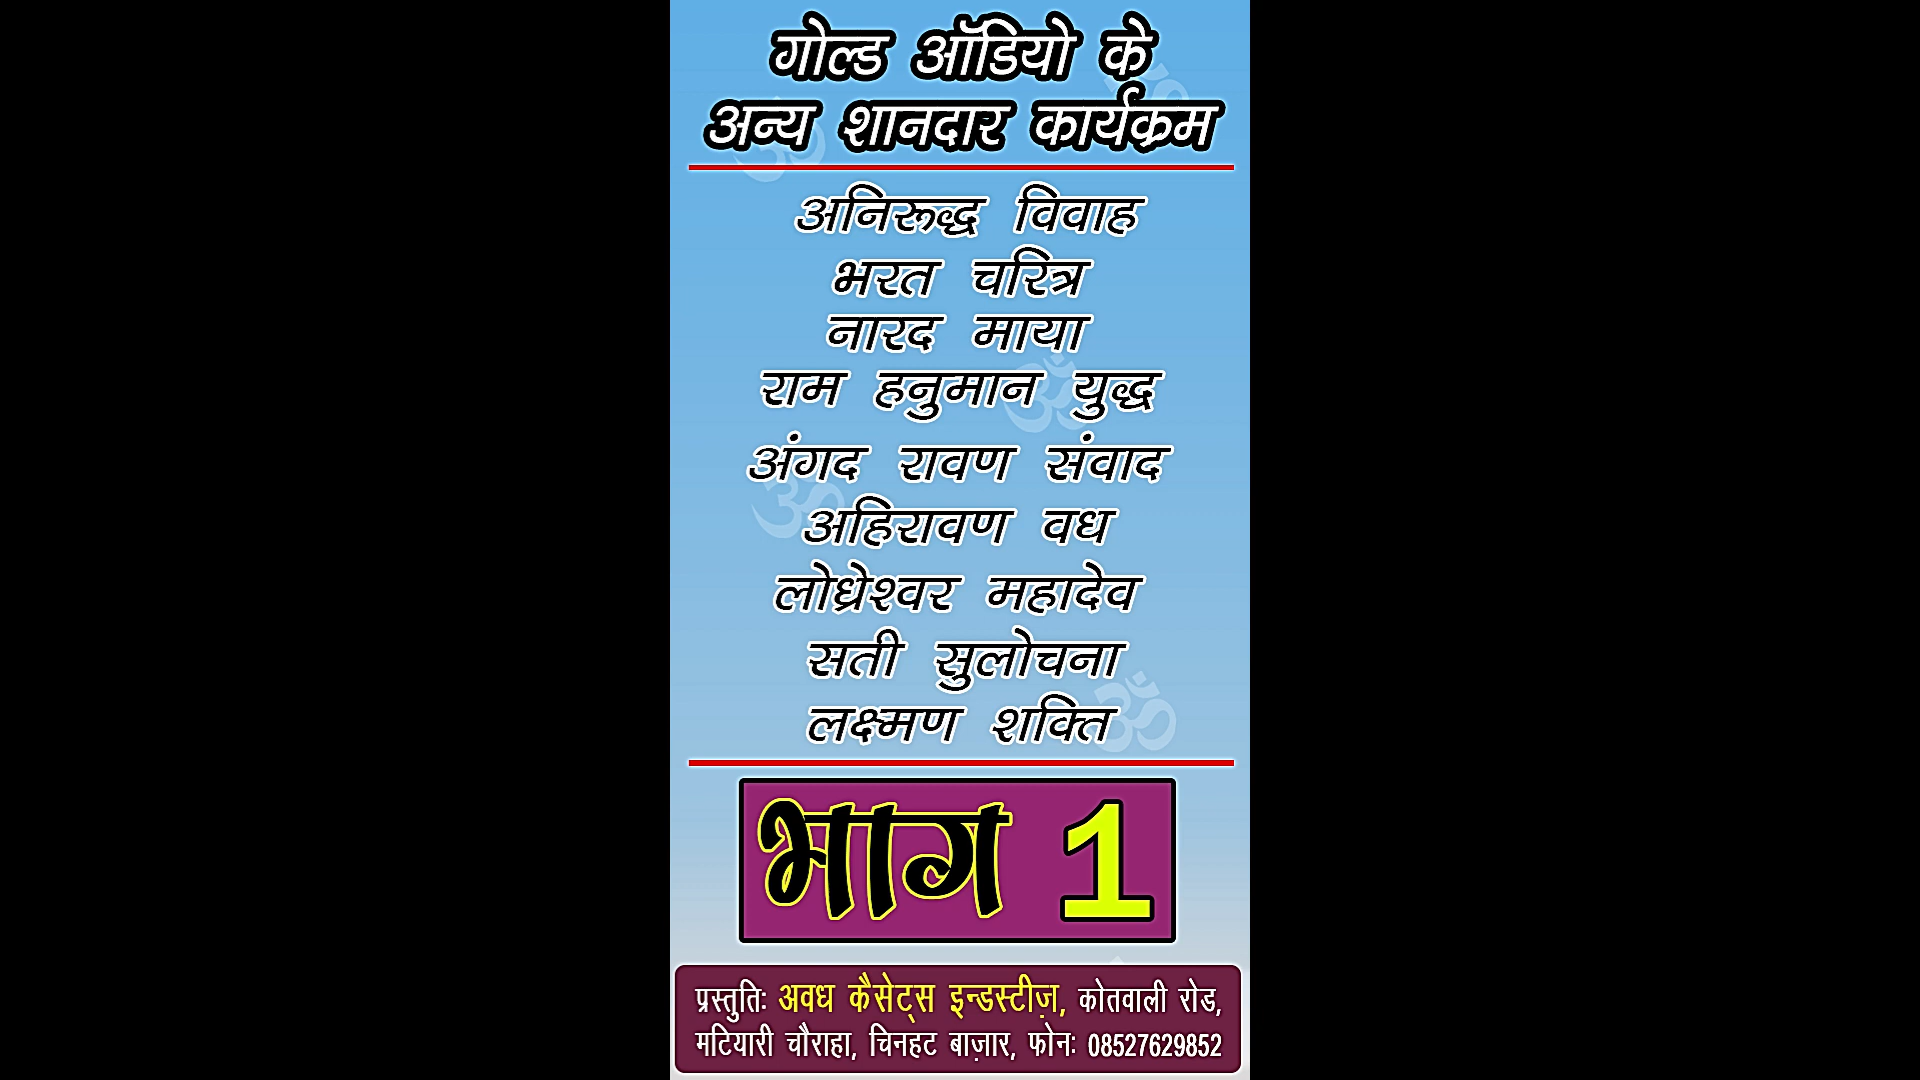 गोल्ड ऑडियो के
अन्य शानदार कार्यक्रम
अनिरूद्ध विवाह
भरत चरित्र
नारद माया
राम हनुमान युद्ध
अंगद रावण संवाद
अहिरावण वध
लोध्रेश्वर महादेव
सती सुलोचना
लक्ष्मण शक्ति
भाग 1
प्रस्तुतिः अवध कैसेट्स इन्डस्टीज़, कोतवाली रोड,
मटियारी चौराहा, चिनहट बाज़ार, फोनः 08527629852